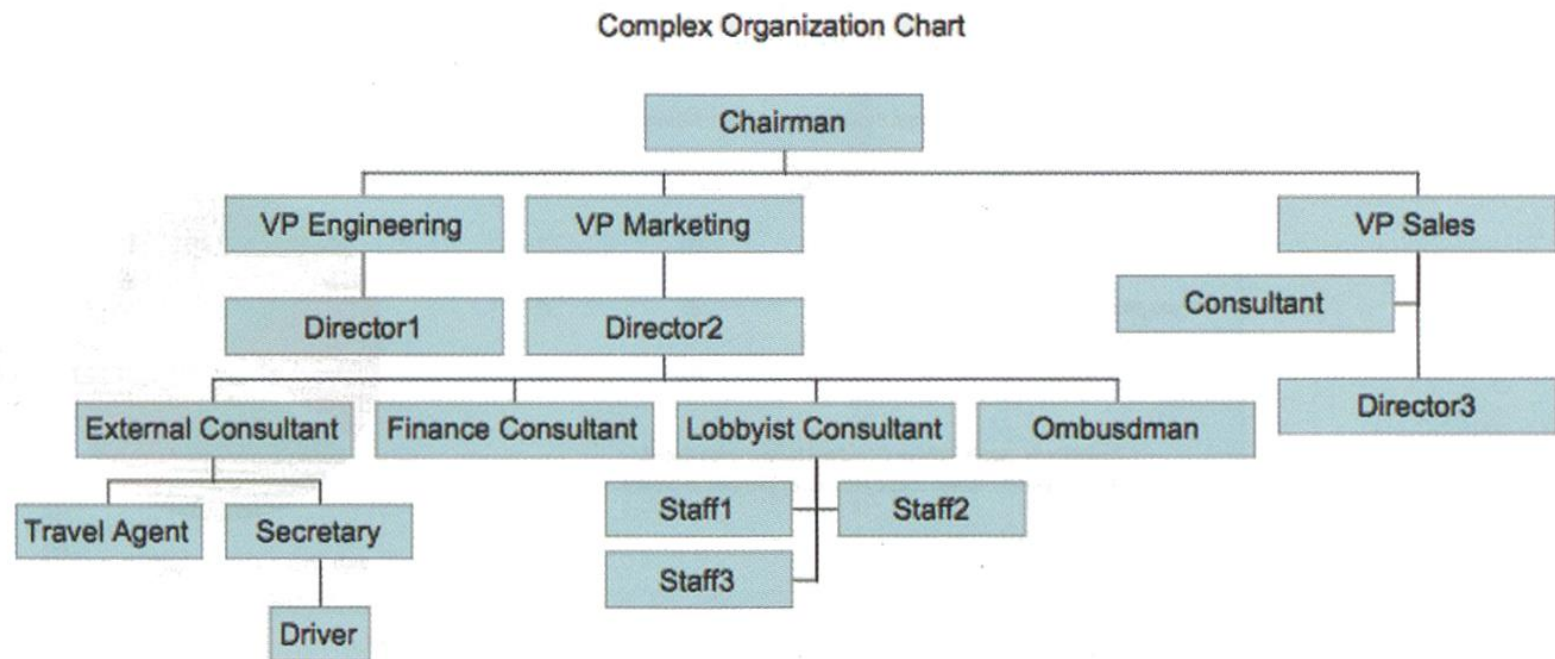 Complex Organization Chart
Chairman
VP Engineering
VP Marketing
VP Sales
Consultant
Director1
Director2
Director3
External Consultant
Finance Consultant
Lobbyist Consultant
Ombusdman
Staff1
Staff2
Travel Agent
Secretary
Staff3
Driver